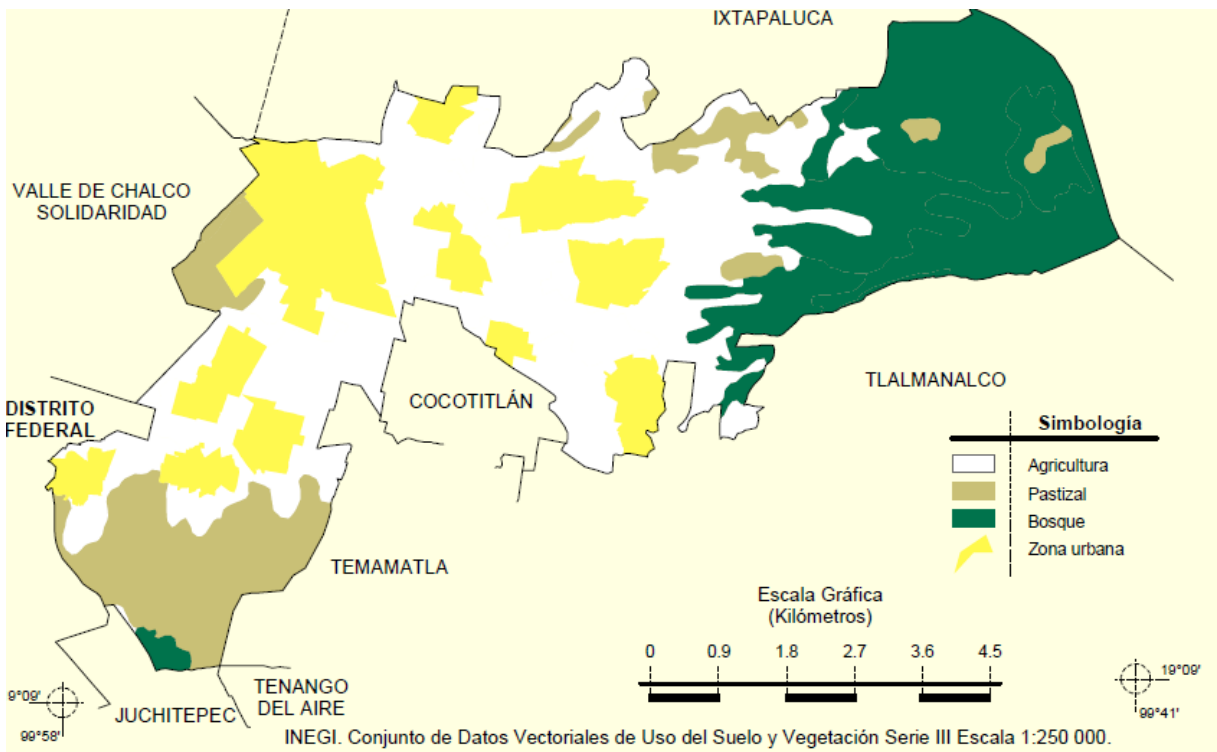 IXTAPALUCA
VALLE DE CHALCO
SOLIDARIDAD
DISTRITO
FEDERAL
COCOTITLÁN
TLALMANALCO
Simbología
Agricultura
Pastizal
Bosque
Zona urbana
TEMAMATLA
Escala Gráfica
(Kilómetros)
0 0.9 1.8 2.7 3.6 4.5
9°09'
99°58'
19°09'
99°41'
TENANGO
DEL AIRE
JUCHITEPEC
INEGI. Conjunto de Datos Vectoriales de Uso del Suelo y Vegetación Serie III Escala 1:250 000.